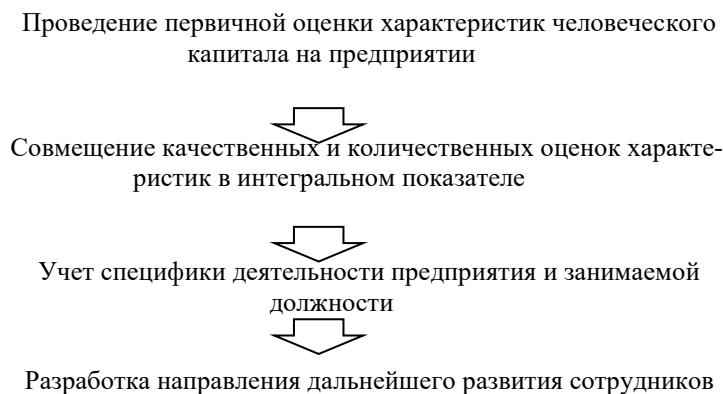 Проведение первичной оценки характеристик человеческого
капитала на предприятии
Совмещение качественных и количественных оценок характе-
ристик в интегральном показателе
Учет специфики деятельности предприятия и занимаемой
должности
Разработка направления дальнейшего развития сотрудников